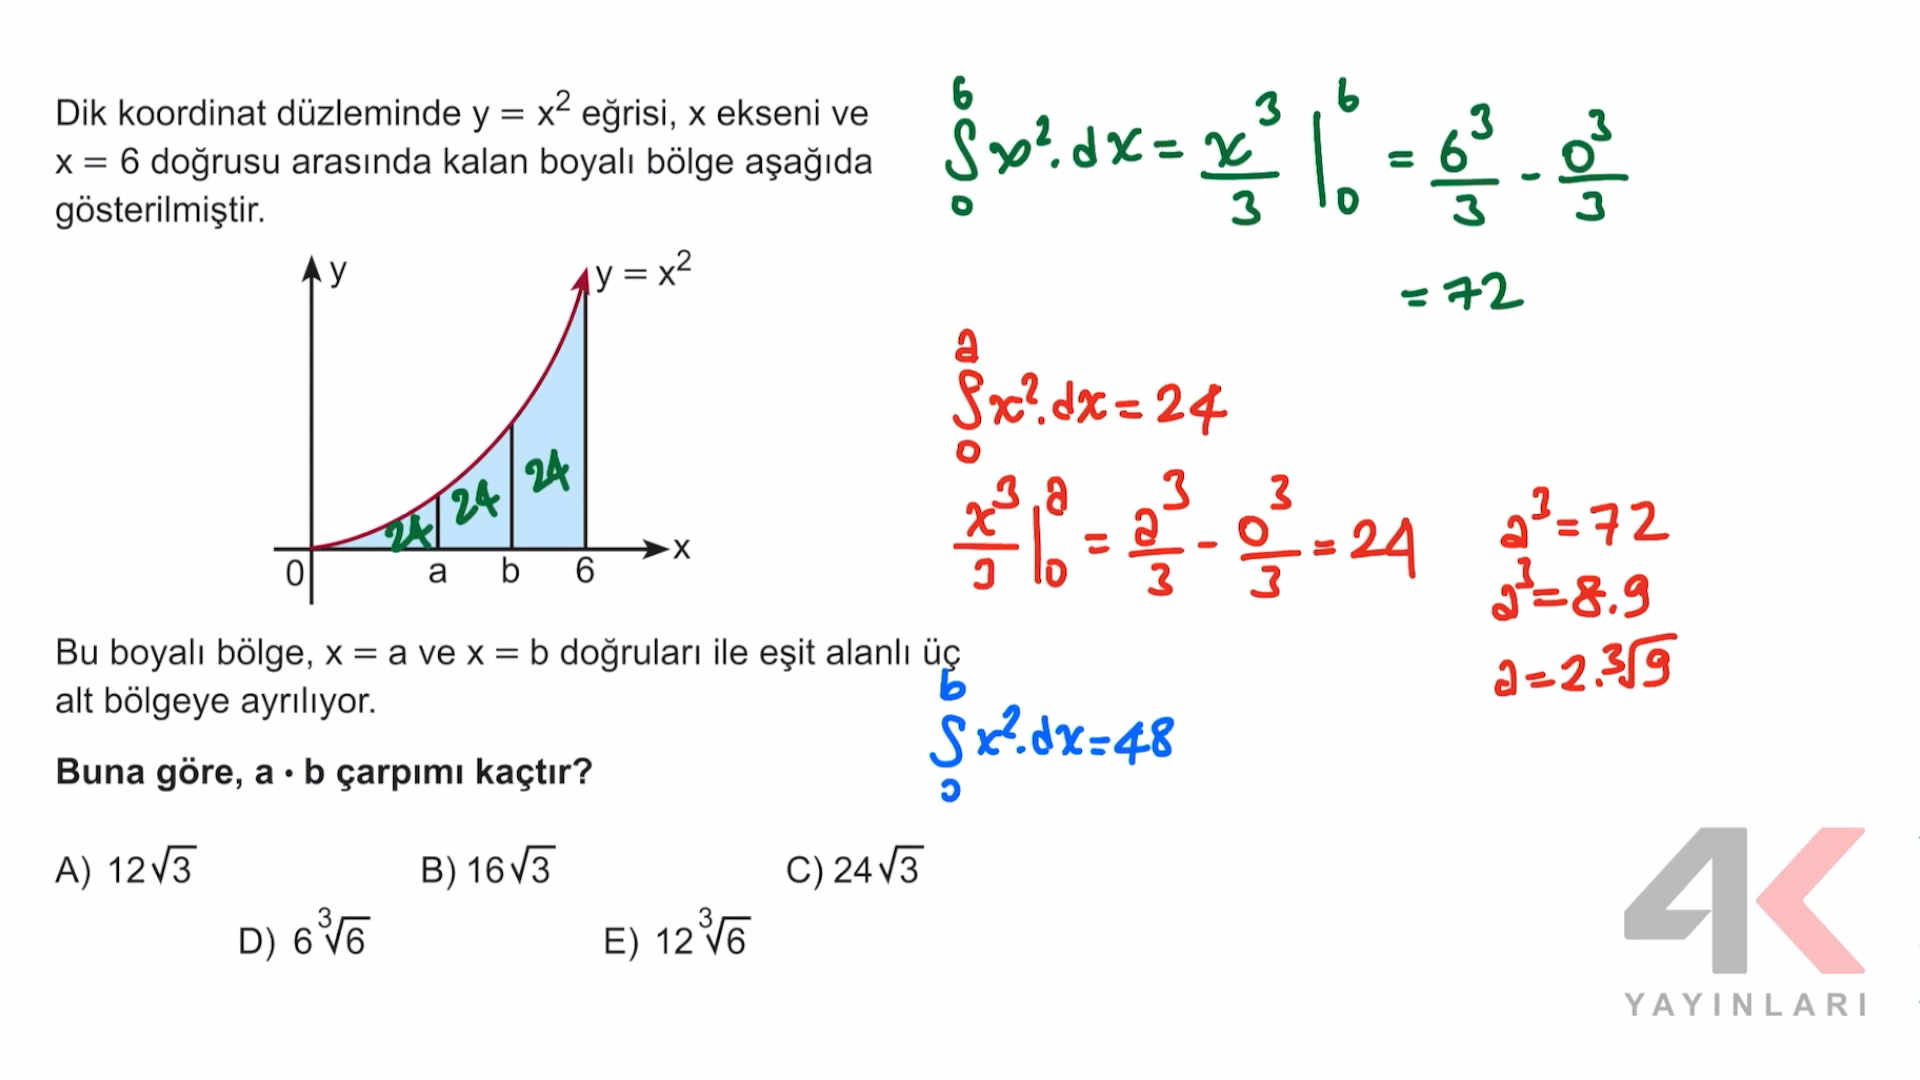 Dik koordinat düzleminde y = x² eğrisi, x ekseni ve
x = 6 doğrusu arasında kalan boyalı bölge aşağıda
gösterilmiştir.
y
y = x²
24
24
24
x
0
a
b
6
Bu boyalı bölge, x = a ve x = b doğruları ile eşit alanlı üç
alt bölgeye ayrılıyor.
Buna göre, a · b çarpımı kaçtır?
A) 12√3
B) 16√3
C) 24√3
D) 6∛6
E) 12∛6
∫₀⁶ x².dx = x³/3 |₀⁶ = 6³/3 - 0³/3
= 72
∫₀ᵃ x².dx = 24
x³/3 |₀ᵃ = a³/3 - 0³/3 = 24
a³ = 72
a³ = 8.9
a = 2.∛9
∫₀ᵇ x².dx = 48
4K
YAYINLARI